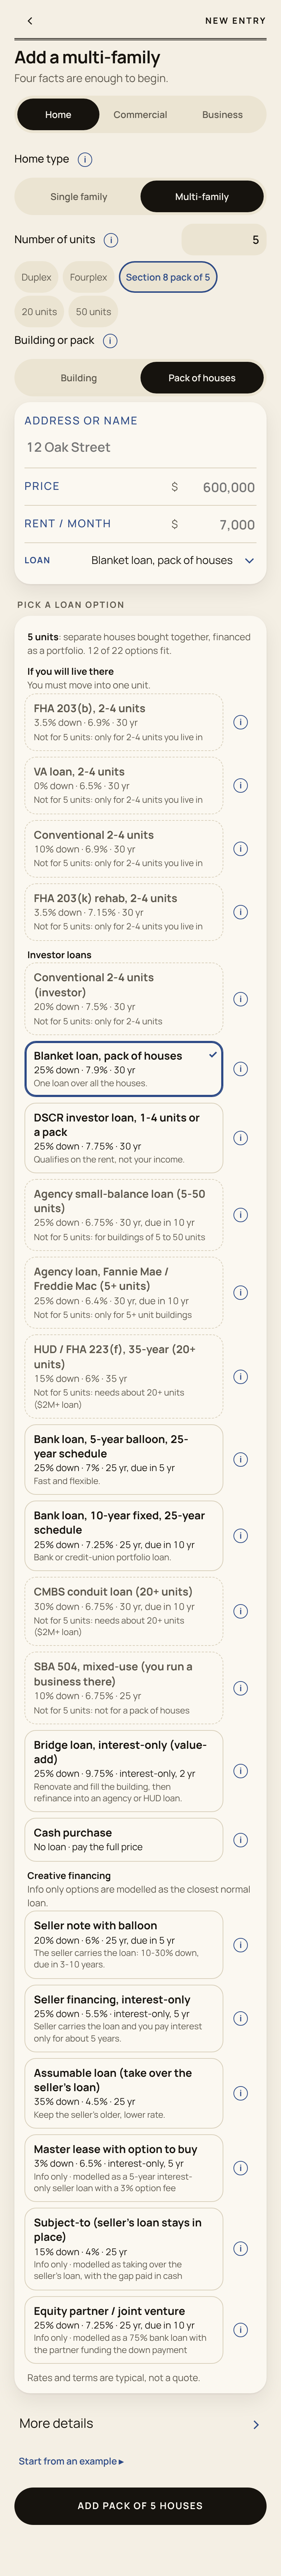 NEW ENTRY
Add a multi-family
Four facts are enough to begin.
Home Commercial Business
Home type i
Single family Multi-family
Number of units i 5
Duplex Fourplex Section 8 pack of 5
20 units 50 units
Building or pack i
Building Pack of houses
ADDRESS OR NAME
12 Oak Street
PRICE $ 600,000
RENT / MONTH $ 7,000
LOAN Blanket loan, pack of houses
PICK A LOAN OPTION
5 units: separate houses bought together, financed
as a portfolio. 12 of 22 options fit.
If you will live there
You must move into one unit.
FHA 203(b), 2-4 units
3.5% down · 6.9% · 30 yr
Not for 5 units: only for 2-4 units you live in
i
VA loan, 2-4 units
0% down · 6.5% · 30 yr
Not for 5 units: only for 2-4 units you live in
i
Conventional 2-4 units
10% down · 6.9% · 30 yr
Not for 5 units: only for 2-4 units you live in
i
FHA 203(k) rehab, 2-4 units
3.5% down · 7.15% · 30 yr
Not for 5 units: only for 2-4 units you live in
i
Investor loans
Conventional 2-4 units
(investor)
20% down · 7.5% · 30 yr
Not for 5 units: only for 2-4 units
i
Blanket loan, pack of houses
25% down · 7.9% · 30 yr
One loan over all the houses.
i
DSCR investor loan, 1-4 units or
a pack
25% down · 7.75% · 30 yr
Qualifies on the rent, not your income.
i
Agency small-balance loan (5-50
units)
25% down · 6.75% · 30 yr, due in 10 yr
Not for 5 units: for buildings of 5 to 50 units
i
Agency loan, Fannie Mae /
Freddie Mac (5+ units)
25% down · 6.4% · 30 yr, due in 10 yr
Not for 5 units: only for 5+ unit buildings
i
HUD / FHA 223(f), 35-year (20+
units)
15% down · 6% · 35 yr
Not for 5 units: needs about 20+ units
($2M+ loan)
i
Bank loan, 5-year balloon, 25-
year schedule
25% down · 7% · 25 yr, due in 5 yr
Fast and flexible.
i
Bank loan, 10-year fixed, 25-year
schedule
25% down · 7.25% · 25 yr, due in 10 yr
Bank or credit-union portfolio loan.
i
CMBS conduit loan (20+ units)
30% down · 6.75% · 30 yr, due in 10 yr
Not for 5 units: needs about 20+ units
($2M+ loan)
i
SBA 504, mixed-use (you run a
business there)
10% down · 6.75% · 25 yr
Not for 5 units: not for a pack of houses
i
Bridge loan, interest-only (value-
add)
25% down · 9.75% · interest-only, 2 yr
Renovate and fill the building, then
refinance into an agency or HUD loan.
i
Cash purchase
No loan · pay the full price
i
Creative financing
Info only options are modelled as the closest normal
loan.
Seller note with balloon
20% down · 6% · 25 yr, due in 5 yr
The seller carries the loan: 10-30% down,
due in 3-10 years.
i
Seller financing, interest-only
25% down · 5.5% · interest-only, 5 yr
Seller carries the loan and you pay interest
only for about 5 years.
i
Assumable loan (take over the
seller's loan)
35% down · 4.5% · 25 yr
Keep the seller's older, lower rate.
i
Master lease with option to buy
3% down · 6.5% · interest-only, 5 yr
Info only · modelled as a 5-year interest-
only seller loan with a 3% option fee
i
Subject-to (seller's loan stays in
place)
15% down · 4% · 25 yr
Info only · modelled as taking over the
seller's loan, with the gap paid in cash
i
Equity partner / joint venture
25% down · 7.25% · 25 yr, due in 10 yr
Info only · modelled as a 75% bank loan with
the partner funding the down payment
i
Rates and terms are typical, not a quote.
More details
Start from an example ▸
ADD PACK OF 5 HOUSES